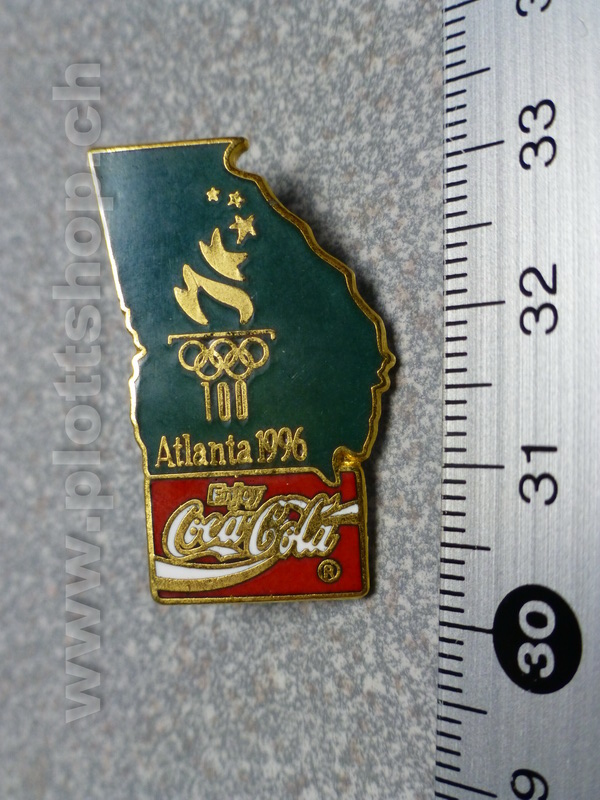 100
Atlanta 1996
Enjoy
Coca-Cola
®
33
32
31
30
www.plottshop.ch